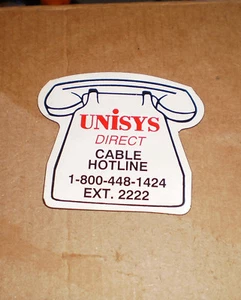 UNiSYS
DIRECT
CABLE
HOTLINE
1-800-448-1424
EXT. 2222